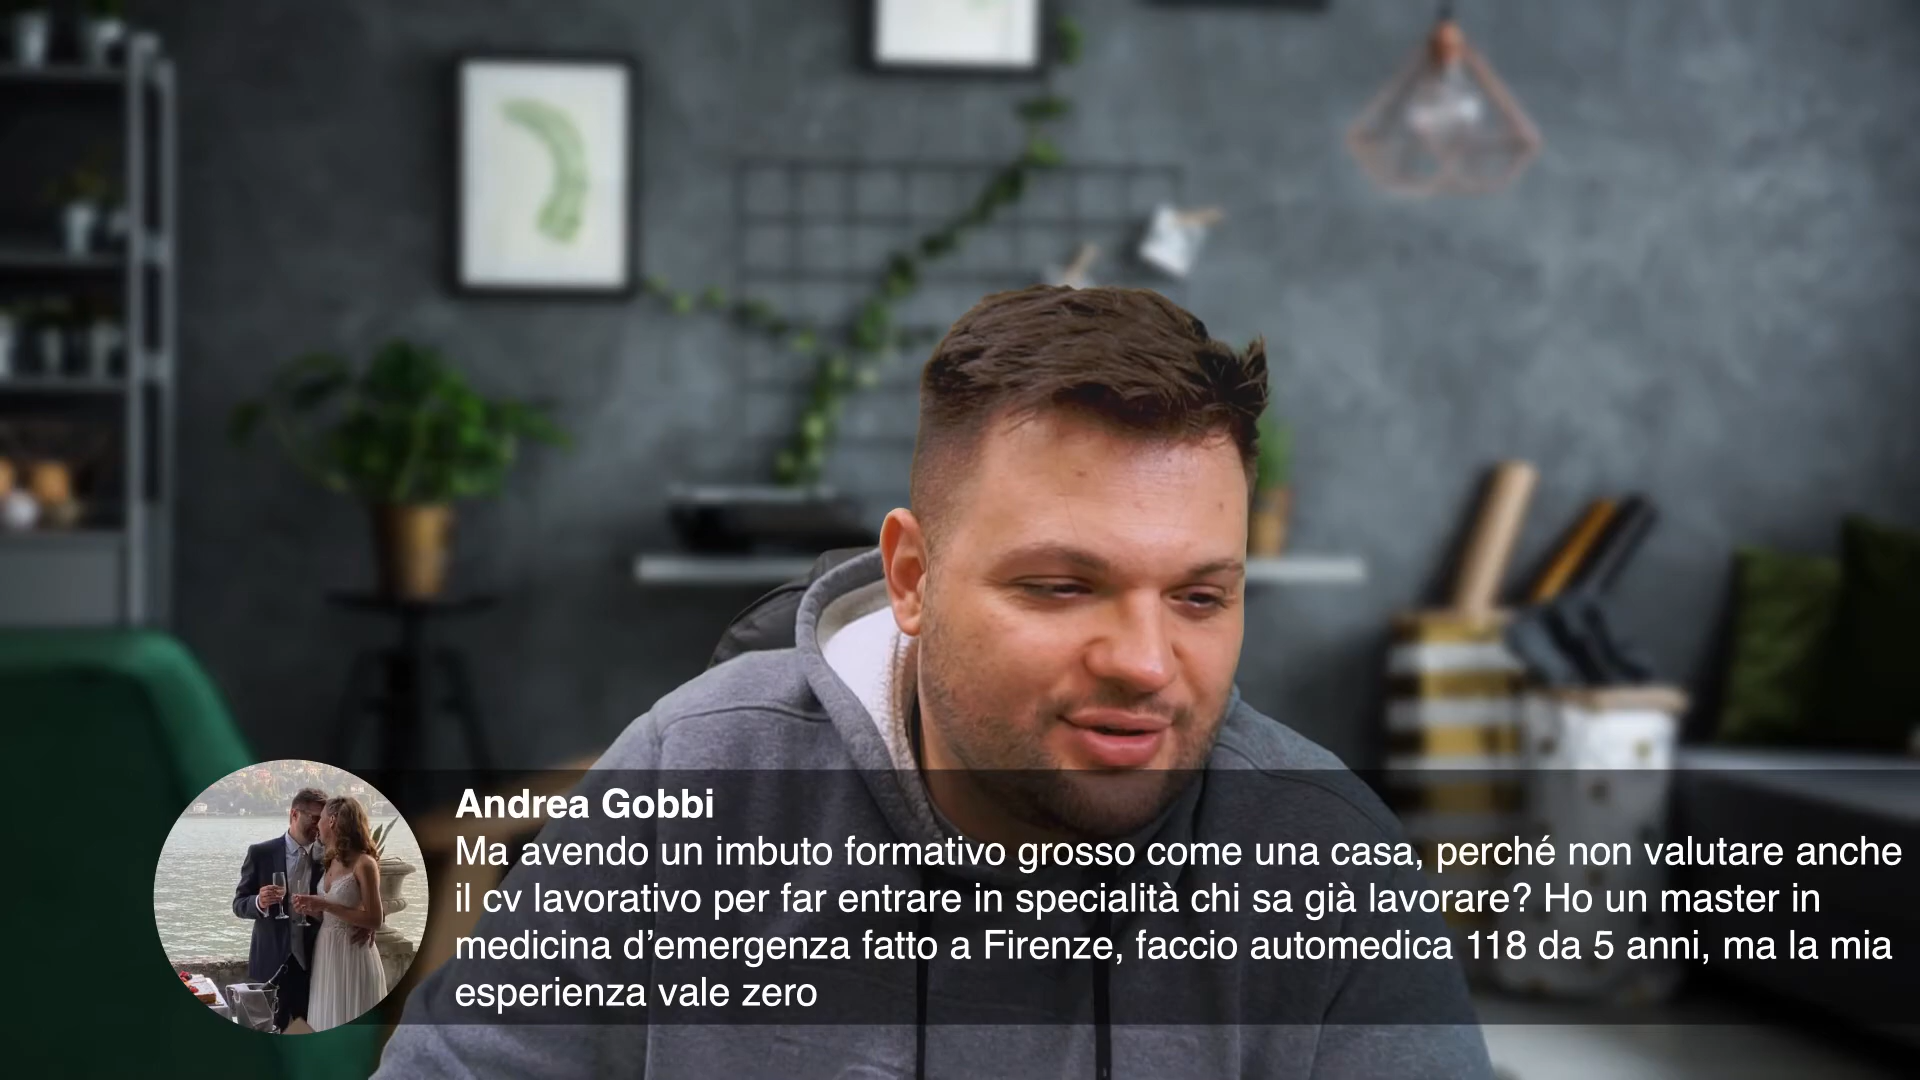 Andrea Gobbi
Ma avendo un imbuto formativo grosso come una casa, perché non valutare anche
il cv lavorativo per far entrare in specialità chi sa già lavorare? Ho un master in
medicina d’emergenza fatto a Firenze, faccio automedica 118 da 5 anni, ma la mia
esperienza vale zero